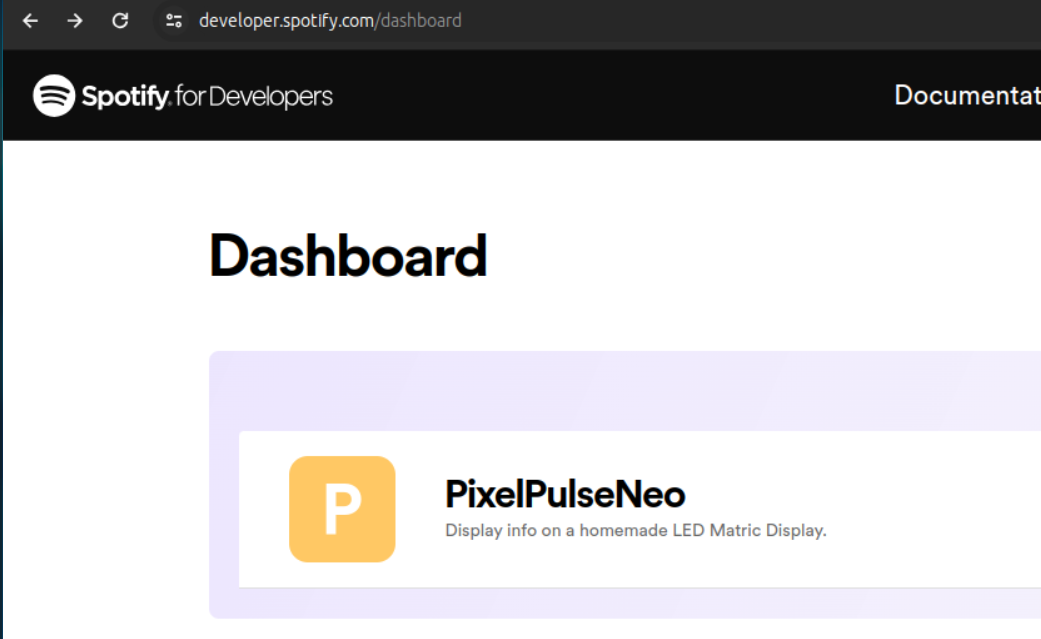 developer.spotify.com/dashboard
Spotify for Developers
Documentat
Dashboard
P
PixelPulseNeo
Display info on a homemade LED Matric Display.